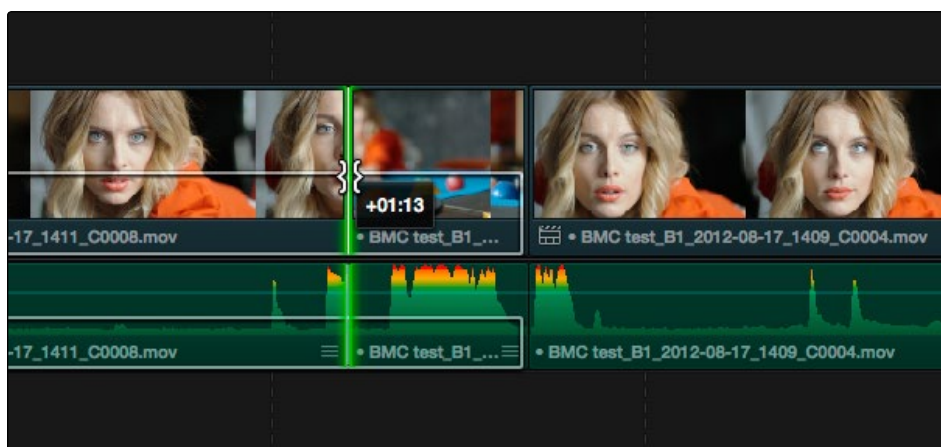 +01:13
-17_1411_C0008.mov
• BMC test_B1_...
• BMC test_B1_2012-08-17_1409_C0004.mov
-17_1411_C0008.mov
• BMC test_B1_...
• BMC test_B1_2012-08-17_1409_C0004.mov